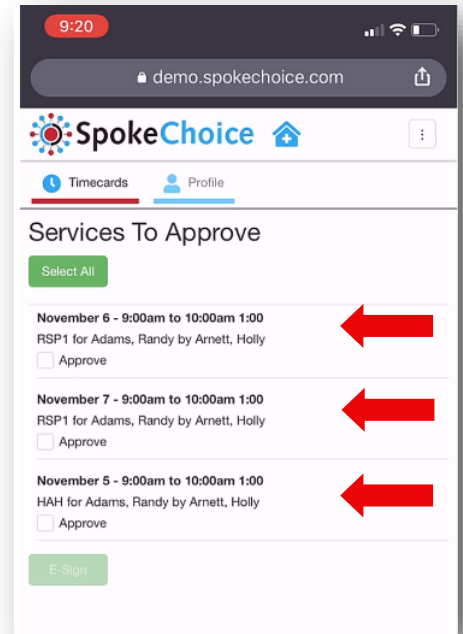 9:20
demo.spokechoice.com
SpokeChoice
Timecards Profile
Services To Approve
Select All
November 6 - 9:00am to 10:00am 1:00
RSP1 for Adams, Randy by Arnett, Holly
Approve
November 7 - 9:00am to 10:00am 1:00
RSP1 for Adams, Randy by Arnett, Holly
Approve
November 5 - 9:00am to 10:00am 1:00
HAH for Adams, Randy by Arnett, Holly
Approve
E-Sign